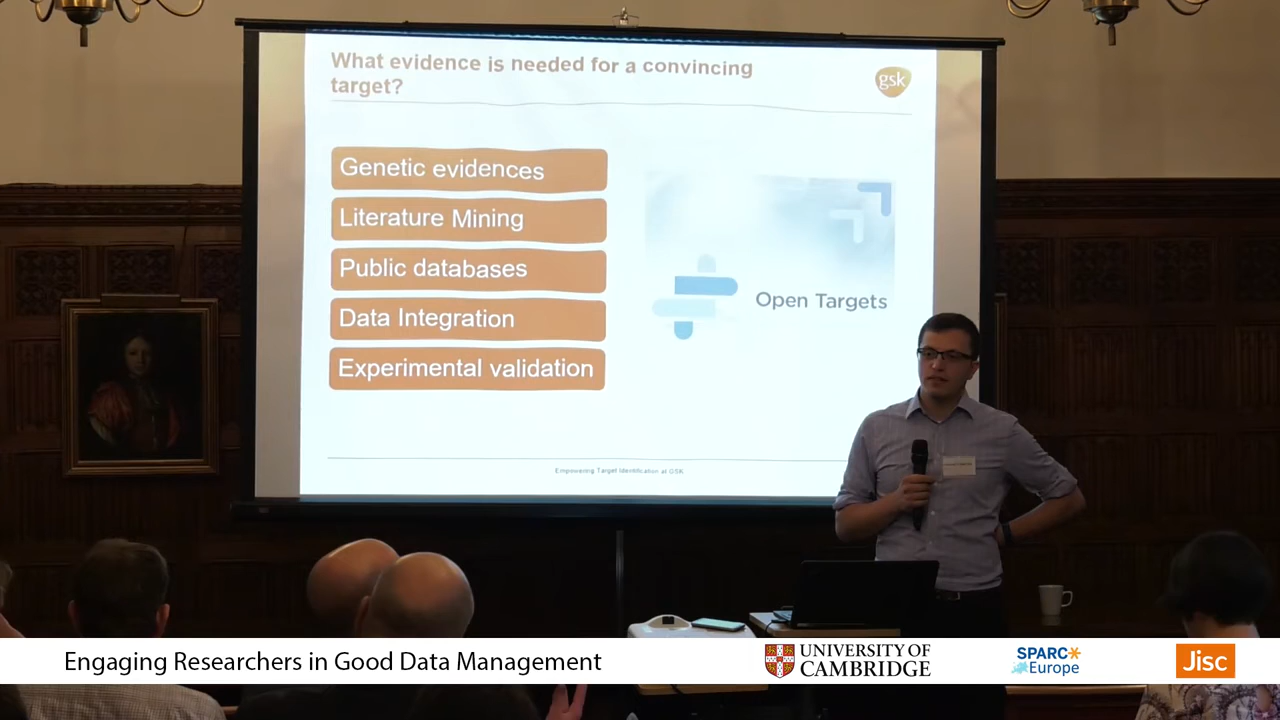 What evidence is needed for a convincing
target?
gsk
Genetic evidences
Literature Mining
Public databases
Data Integration
Experimental validation
Open Targets
Empowering Target Identification at GSK
Engaging Researchers in Good Data Management
UNIVERSITY OF
CAMBRIDGE
SPARC
Europe
Jisc